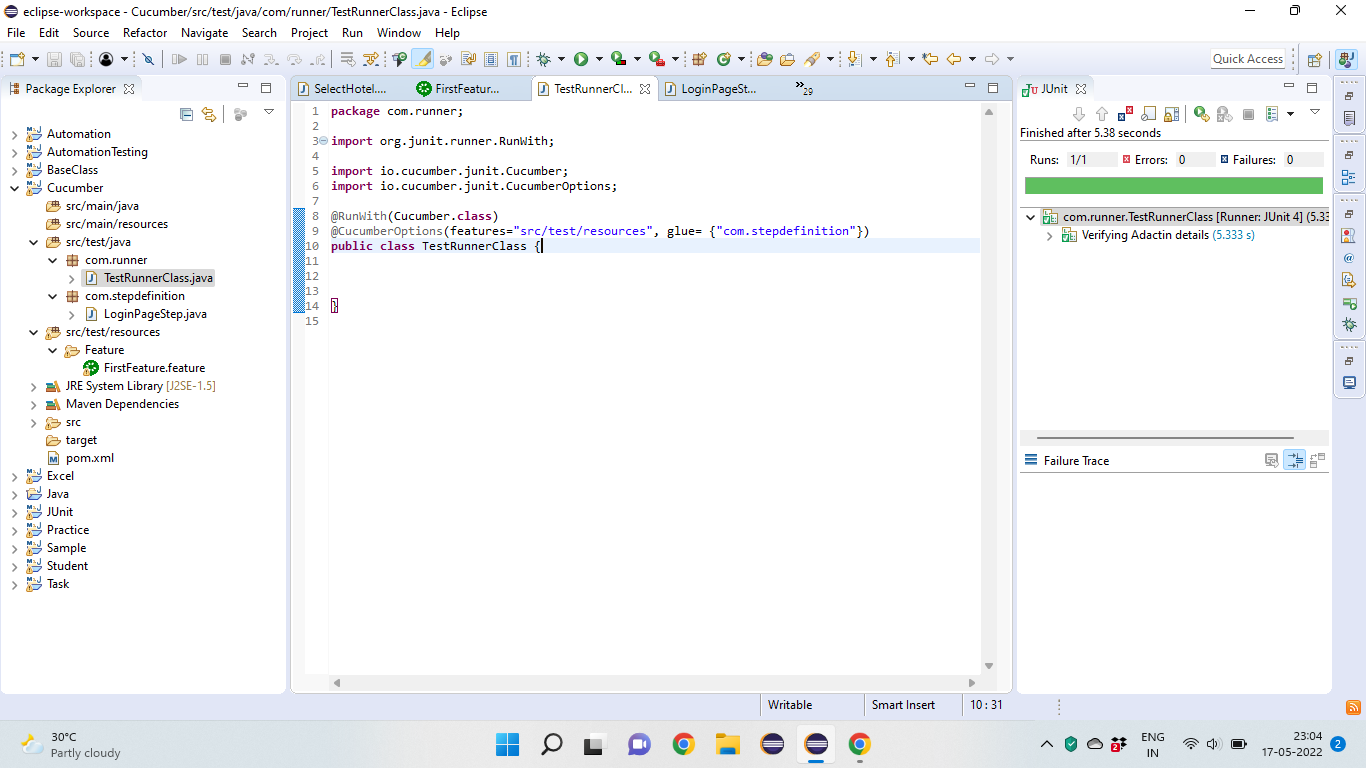 eclipse-workspace - Cucumber/src/test/java/com/runner/TestRunnerClass.java - Eclipse
File Edit Source Refactor Navigate Search Project Run Window Help
Quick Access
Package Explorer
Automation
AutomationTesting
BaseClass
Cucumber
src/main/java
src/main/resources
src/test/java
com.runner
TestRunnerClass.java
com.stepdefinition
LoginPageStep.java
src/test/resources
Feature
FirstFeature.feature
JRE System Library [J2SE-1.5]
Maven Dependencies
src
target
pom.xml
Excel
Java
JUnit
Practice
Sample
Student
Task
SelectHotel.... FirstFeatur... TestRunnerCl... LoginPageSt... »29
1 package com.runner;
2
3 import org.junit.runner.RunWith;
4
5 import io.cucumber.junit.Cucumber;
6 import io.cucumber.junit.CucumberOptions;
7
8 @RunWith(Cucumber.class)
9 @CucumberOptions(features="src/test/resources", glue= {"com.stepdefinition"})
10 public class TestRunnerClass {
11
12
13
14 }
15
JUnit
Finished after 5.38 seconds
Runs: 1/1 Errors: 0 Failures: 0
com.runner.TestRunnerClass [Runner: JUnit 4] (5.33
Verifying Adactin details (5.333 s)
Failure Trace
Writable Smart Insert 10 : 31
30°C
Partly cloudy
ENG
IN
23:04
17-05-2022
2